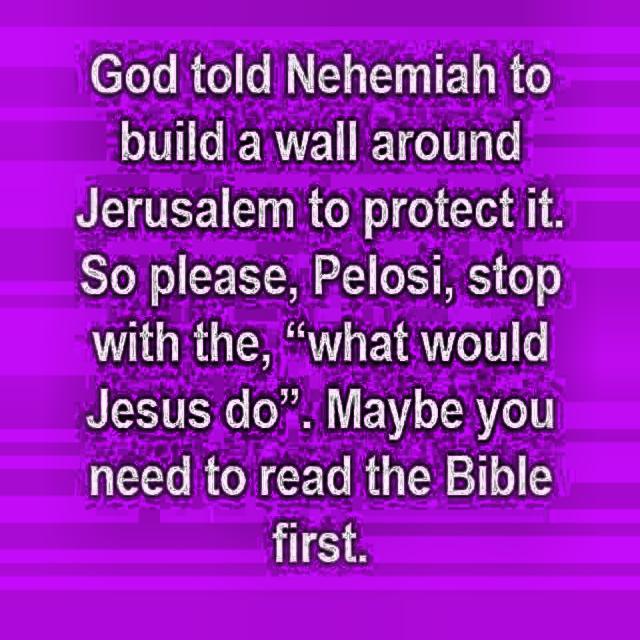 God told Nehemiah to
build a wall around
Jerusalem to protect it.
So please, Pelosi, stop
with the, “what would
Jesus do”. Maybe you
need to read the Bible
first.